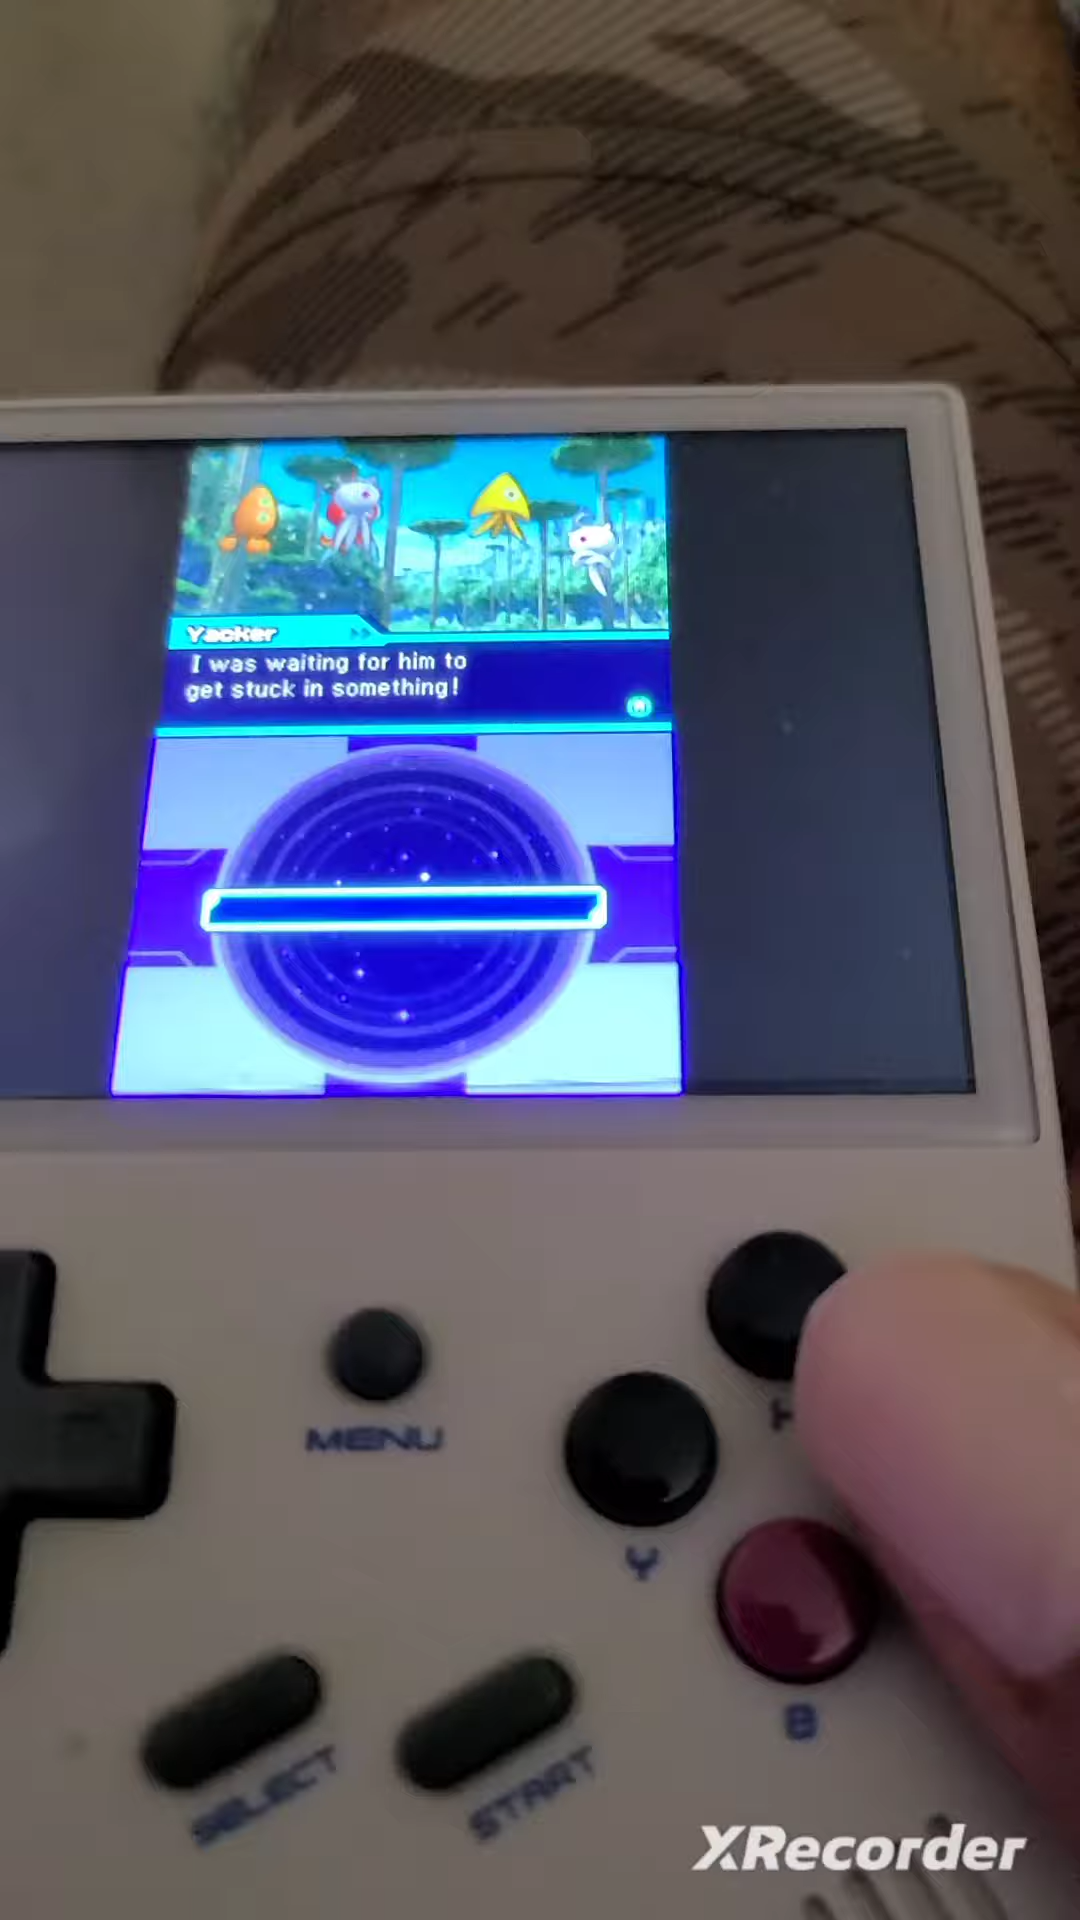 Yacker
I was waiting for him to
get stuck in something!
MENU
Y
B
SELECT
START
XRecorder